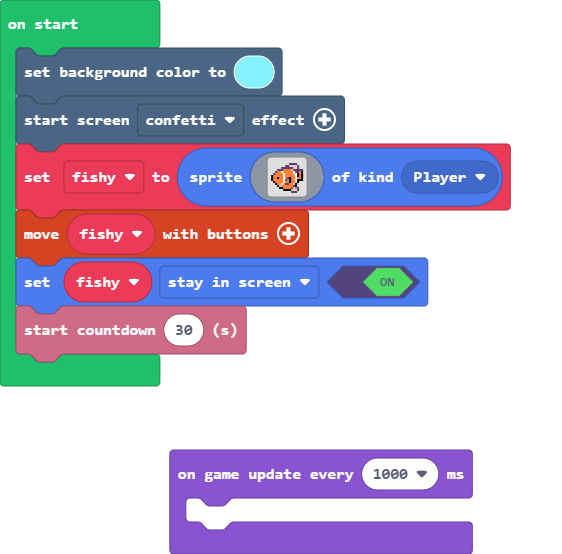 on start
set background color to
start screen confetti effect
set fishy to sprite of kind Player
move fishy with buttons
set fishy stay in screen ON
start countdown 30 (s)
on game update every 1000 ms